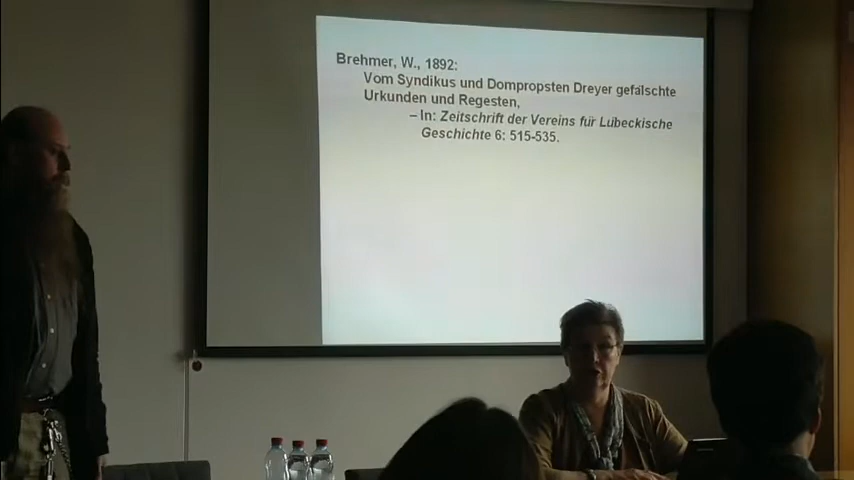 Brehmer, W., 1892:
Vom Syndikus und Dompropsten Dreyer gefälschte
Urkunden und Regesten,
–In: Zeitschrift der Vereins für Lübeckische
Geschichte 6: 515-535.